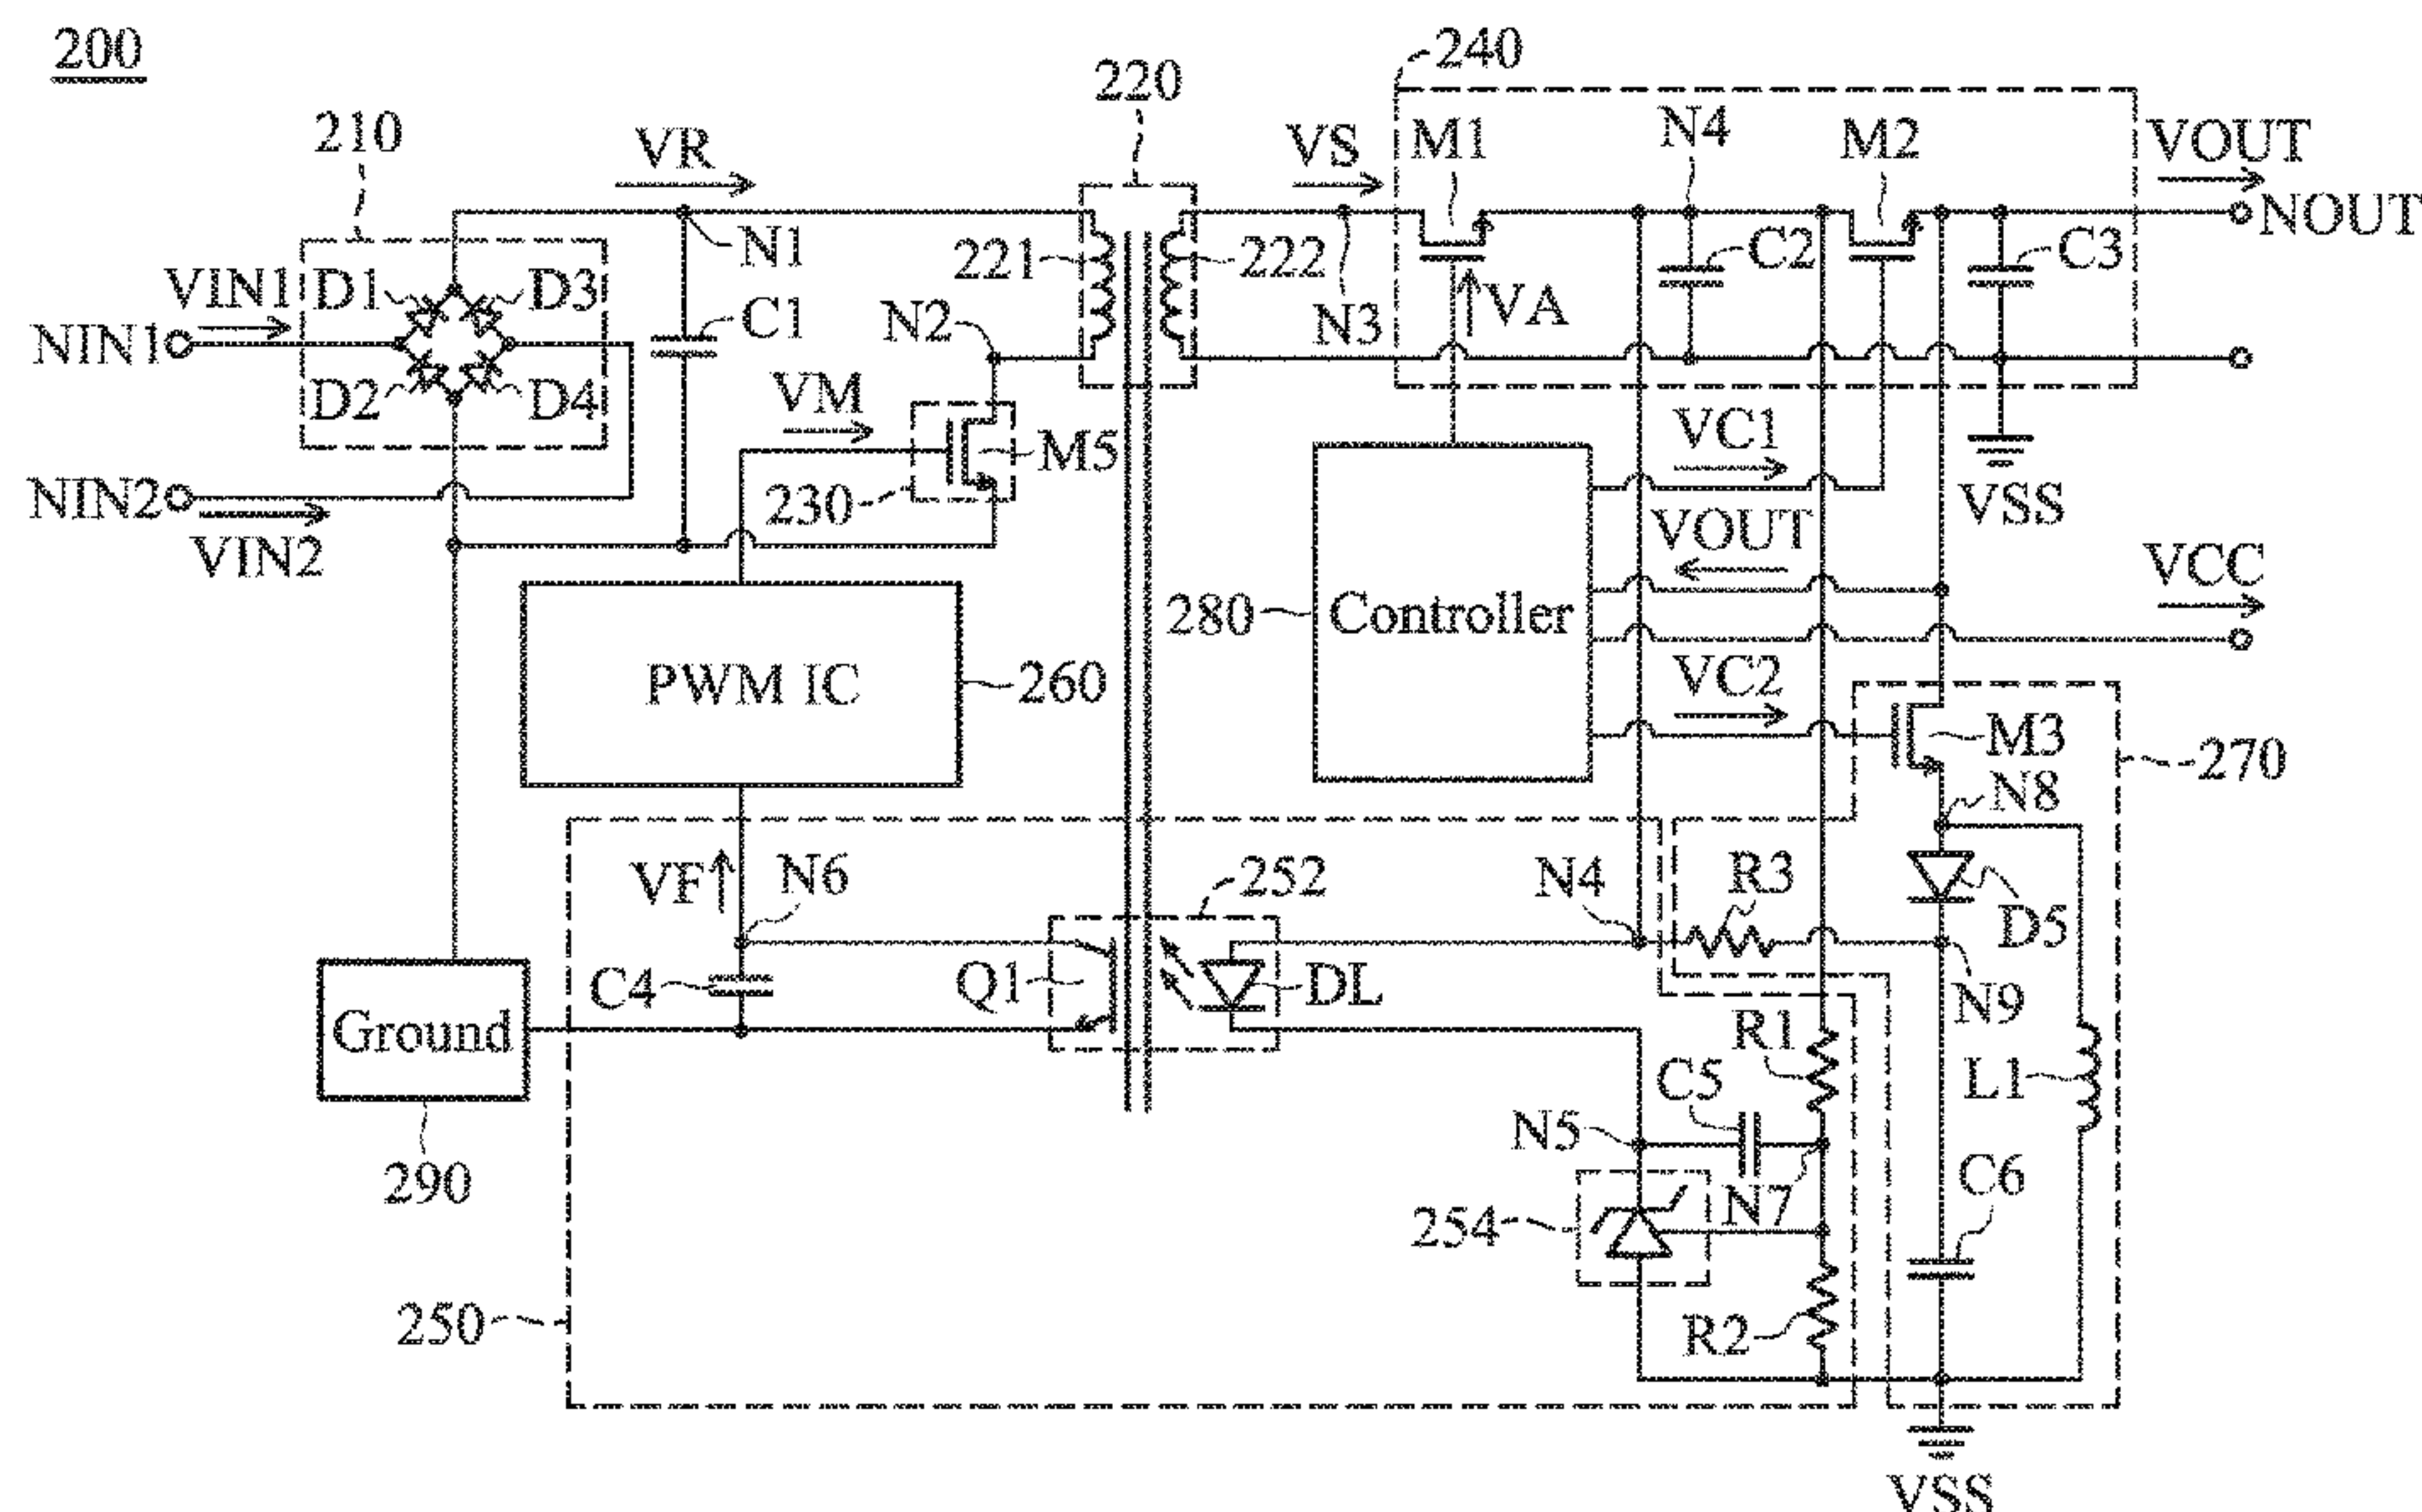 200
240
220
210
VR
VS
M1
N4
M2
VOUT
NOUT
N1
221
222
C2
C3
VIN1
D1
D3
NIN1
C1
N2
N3
VA
D2
D4
VM
M5
VC1
NIN2
230
VSS
VIN2
VOUT
VCC
280
Controller
PWM IC
260
VC2
M3
270
N8
VF
N6
252
N4
R3
D5
C4
Q1
DL
N9
Ground
R1
C5
L1
N5
290
C6
N7
254
250
R2
VSS